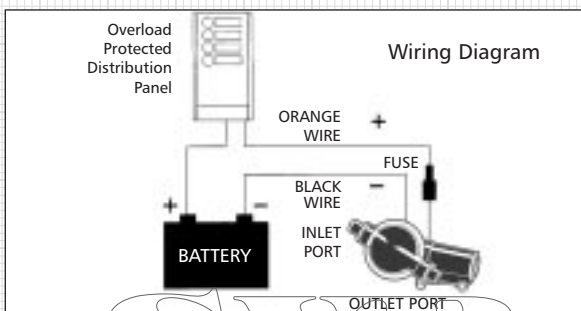 Overload
Protected
Distribution
Panel
Wiring Diagram
ORANGE
WIRE
+
FUSE
BLACK
WIRE
−
+
−
BATTERY
INLET
PORT
OUTLET PORT